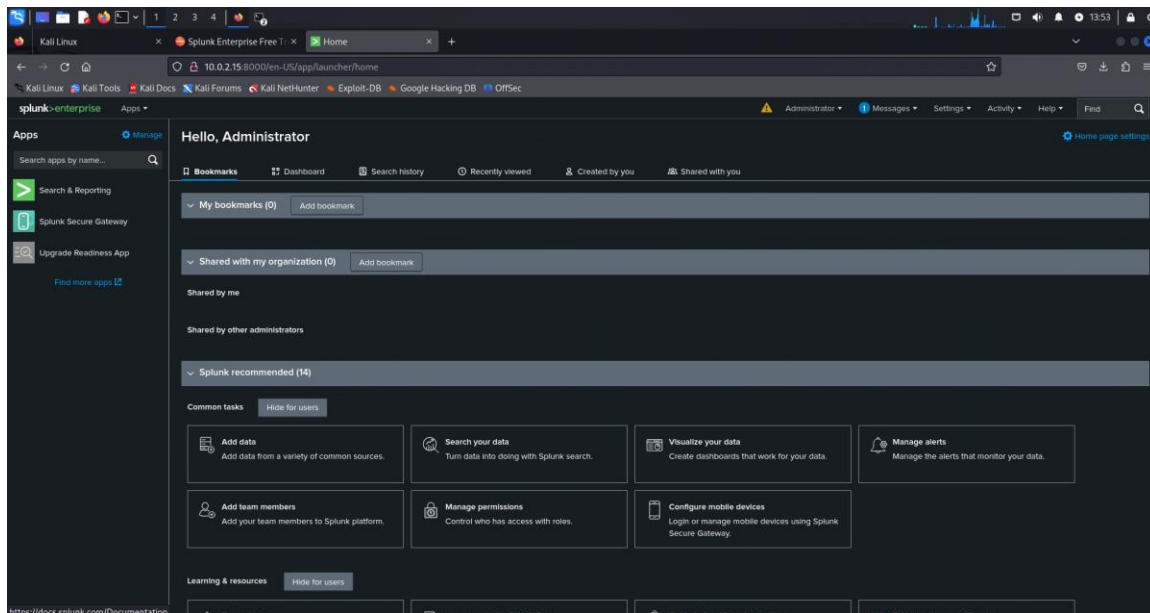 1 2 3 4
13:53
Kali Linux
Splunk Enterprise Free Tr
Home
10.0.2.15:8000/en-US/app/launcher/home
Kali Linux Kali Tools Kali Docs Kali Forums Kali NetHunter Exploit-DB Google Hacking DB OffSec
splunk>enterprise Apps
Administrator 1 Messages Settings Activity Help Find
Apps Manage
Search apps by name...
Search & Reporting
Splunk Secure Gateway
Upgrade Readiness App
Find more apps
Hello, Administrator
Home page settings
Bookmarks Dashboard Search history Recently viewed Created by you Shared with you
My bookmarks (0) Add bookmark
Shared with my organization (0) Add bookmark
Shared by me
Shared by other administrators
Splunk recommended (14)
Common tasks Hide for users
Add data
Add data from a variety of common sources.
Search your data
Turn data into doing with Splunk search.
Visualize your data
Create dashboards that work for your data.
Manage alerts
Manage the alerts that monitor your data.
Add team members
Add your team members to Splunk platform.
Manage permissions
Control who has access with roles.
Configure mobile devices
Login or manage mobile devices using Splunk
Secure Gateway.
Learning & resources Hide for users
https://docs.splunk.com/Documentation